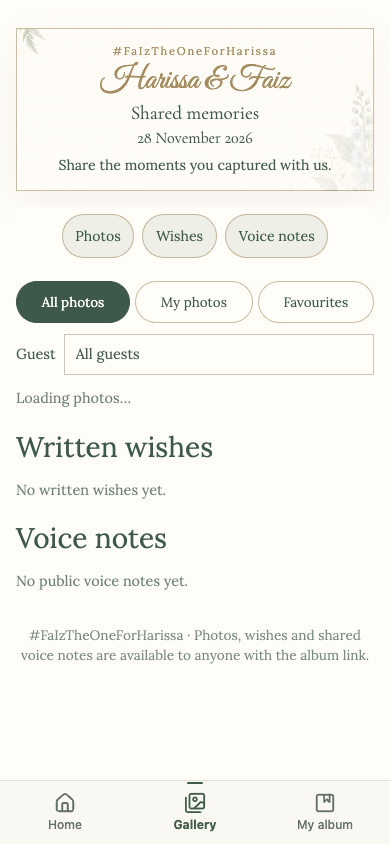 #FaIzTheOneForHarissa
Harissa & Faiz
Shared memories
28 November 2026
Share the moments you captured with us.
Photos
Wishes
Voice notes
All photos
My photos
Favourites
Guest
All guests
Loading photos...
Written wishes
No written wishes yet.
Voice notes
No public voice notes yet.
#FaIzTheOneForHarissa · Photos, wishes and shared
voice notes are available to anyone with the album link.
Home
Gallery
My album